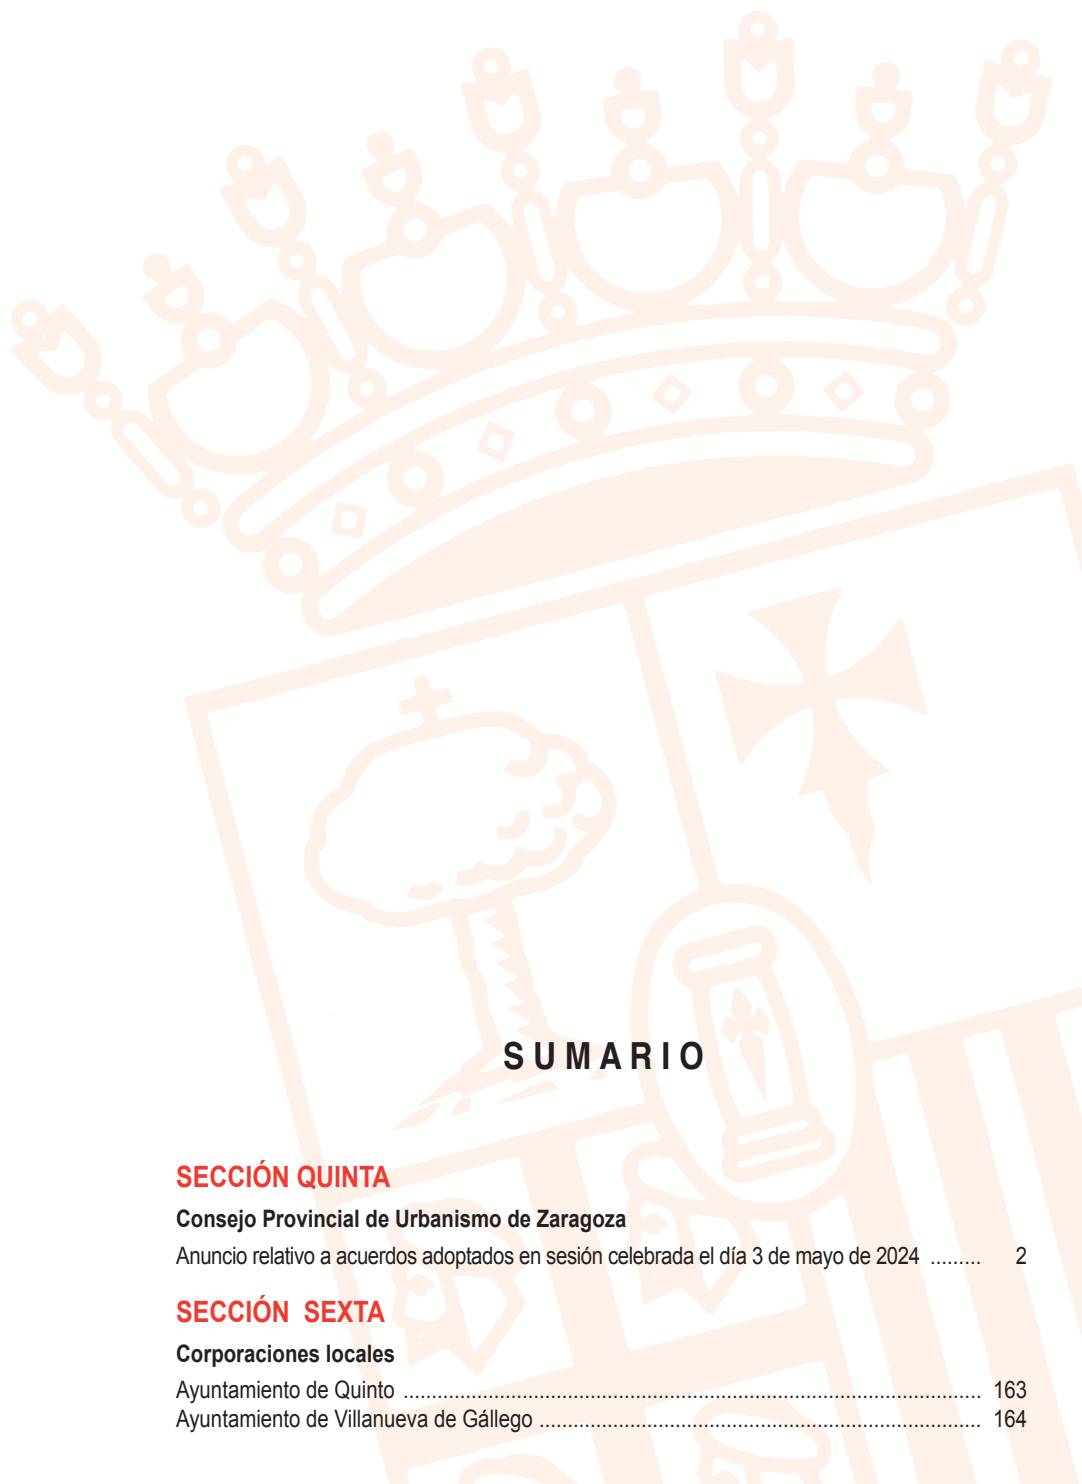 SUMARIO
SECCIÓN QUINTA
Consejo Provincial de Urbanismo de Zaragoza
Anuncio relativo a acuerdos adoptados en sesión celebrada el día 3 de mayo de 2024 ......... 2
SECCIÓN SEXTA
Corporaciones locales
Ayuntamiento de Quinto ...................................................................................................... 163
Ayuntamiento de Villanueva de Gállego .............................................................................. 164